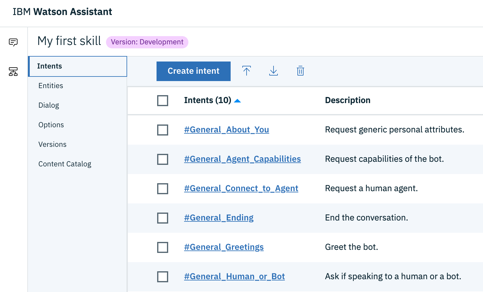 IBM Watson Assistant
My first skill Version: Development
Intents
Entities
Dialog
Options
Versions
Content Catalog
Create intent
Intents (10) Description
#General_About_You Request generic personal attributes.
#General_Agent_Capabilities Request capabilities of the bot.
#General_Connect_to_Agent Request a human agent.
#General_Ending End the conversation.
#General_Greetings Greet the bot.
#General_Human_or_Bot Ask if speaking to a human or a bot.